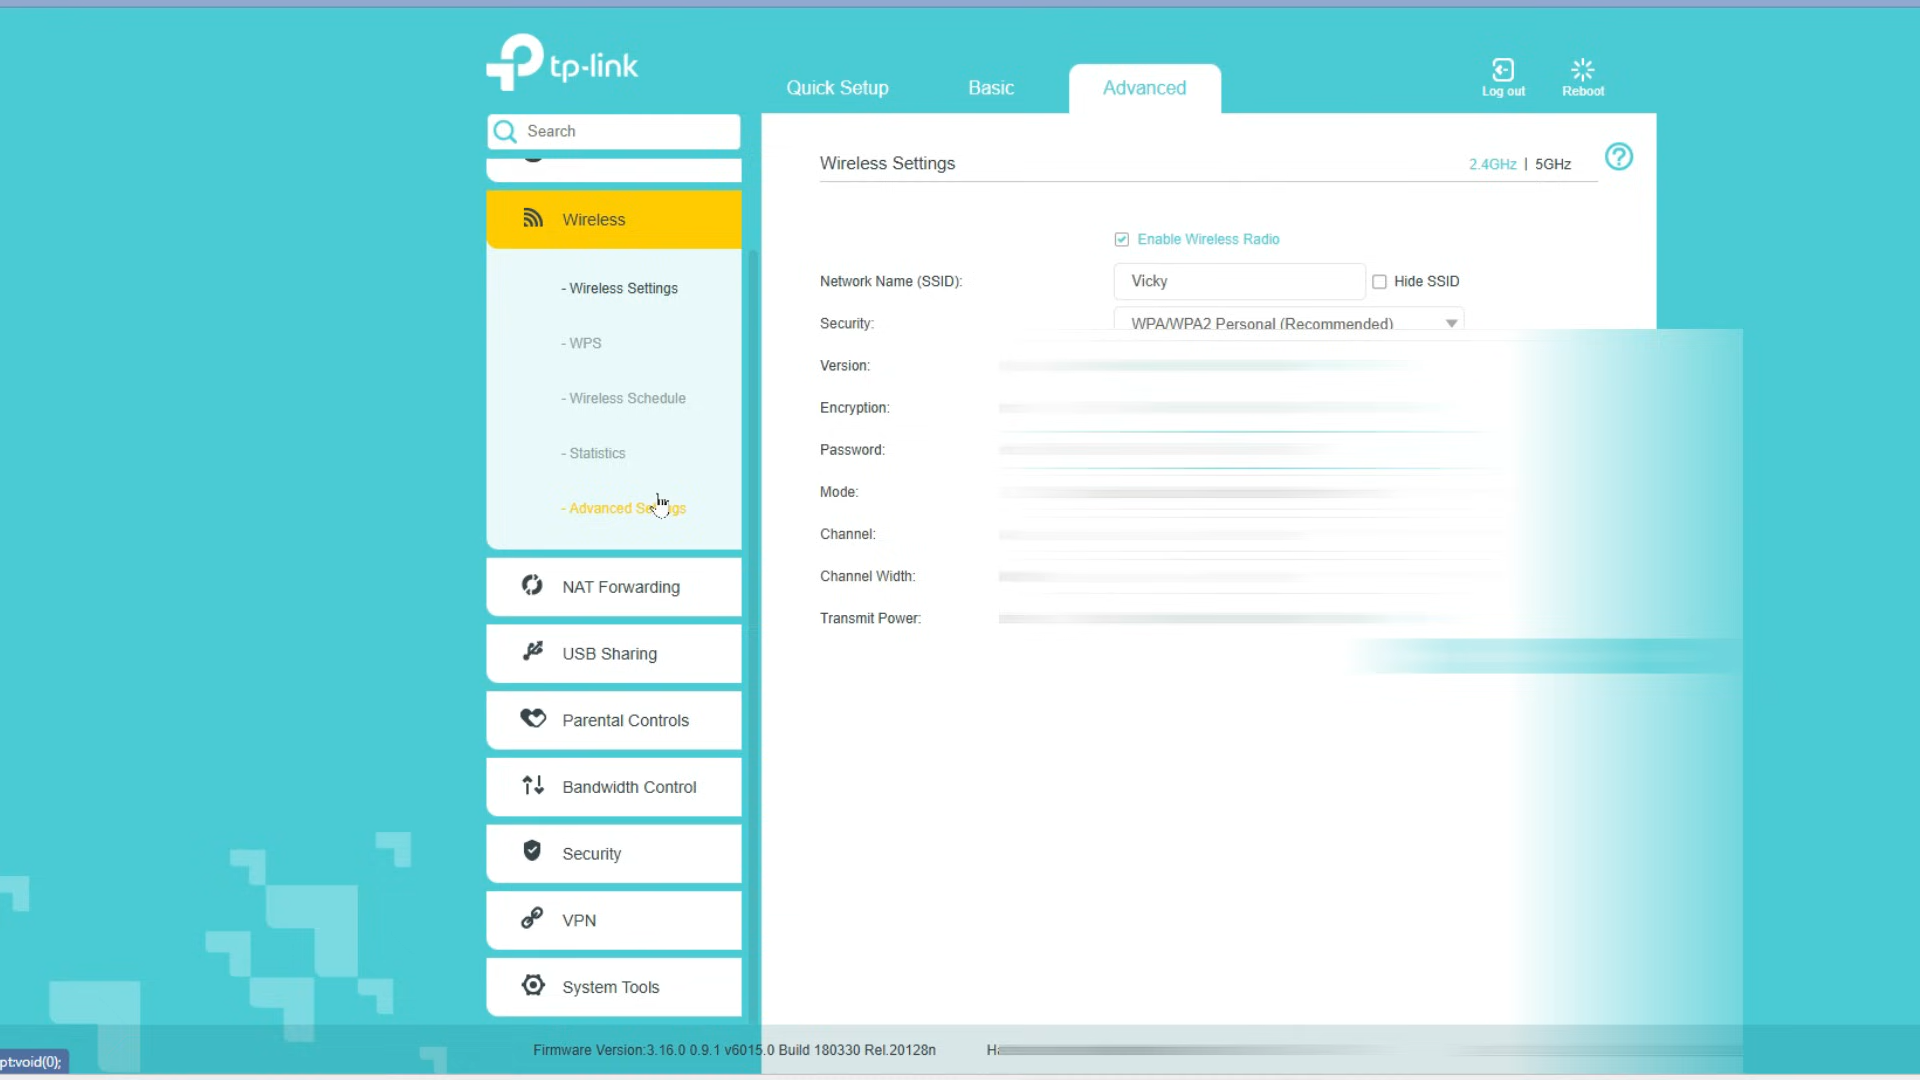 tp-link
Quick Setup
Basic
Advanced
Log out
Reboot
Search
Wireless
- Wireless Settings
- WPS
- Wireless Schedule
- Statistics
- Advanced
NAT Forwarding
USB Sharing
Parental Controls
Bandwidth Control
Security
VPN
System Tools
Wireless Settings
2.4GHz | 5GHz
Enable Wireless Radio
Network Name (SSID): Vicky Hide SSID
Security: WPA/WPA2 Personal (Recommended)
Version:
Encryption:
Password:
Mode:
Channel:
Channel Width:
Transmit Power:
Firmware Version:3.16.0 0.9.1 v6015.0 Build 180330 Rel.20128n
pt:void(0);